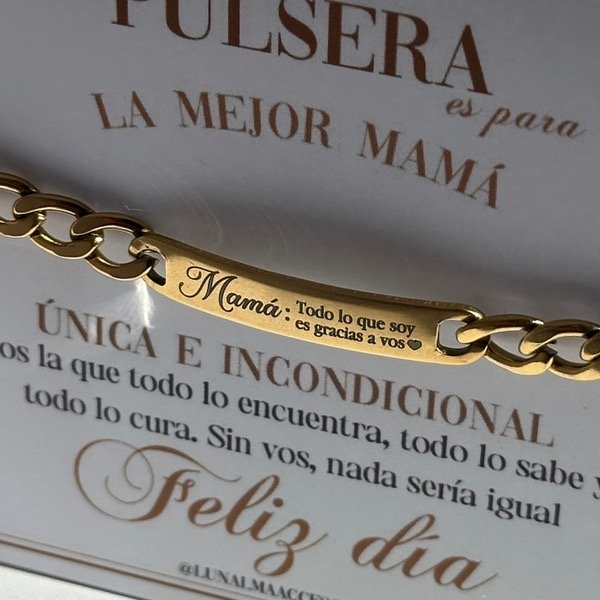 PULSERA
es para
LA MEJOR MAMÁ
Mamá: Todo lo que soy
es gracias a vos
ÚNICA E INCONDICIONAL
la que todo lo encuentra, todo lo sabe y
todo lo cura. Sin vos, nada sería igual
Feliz día